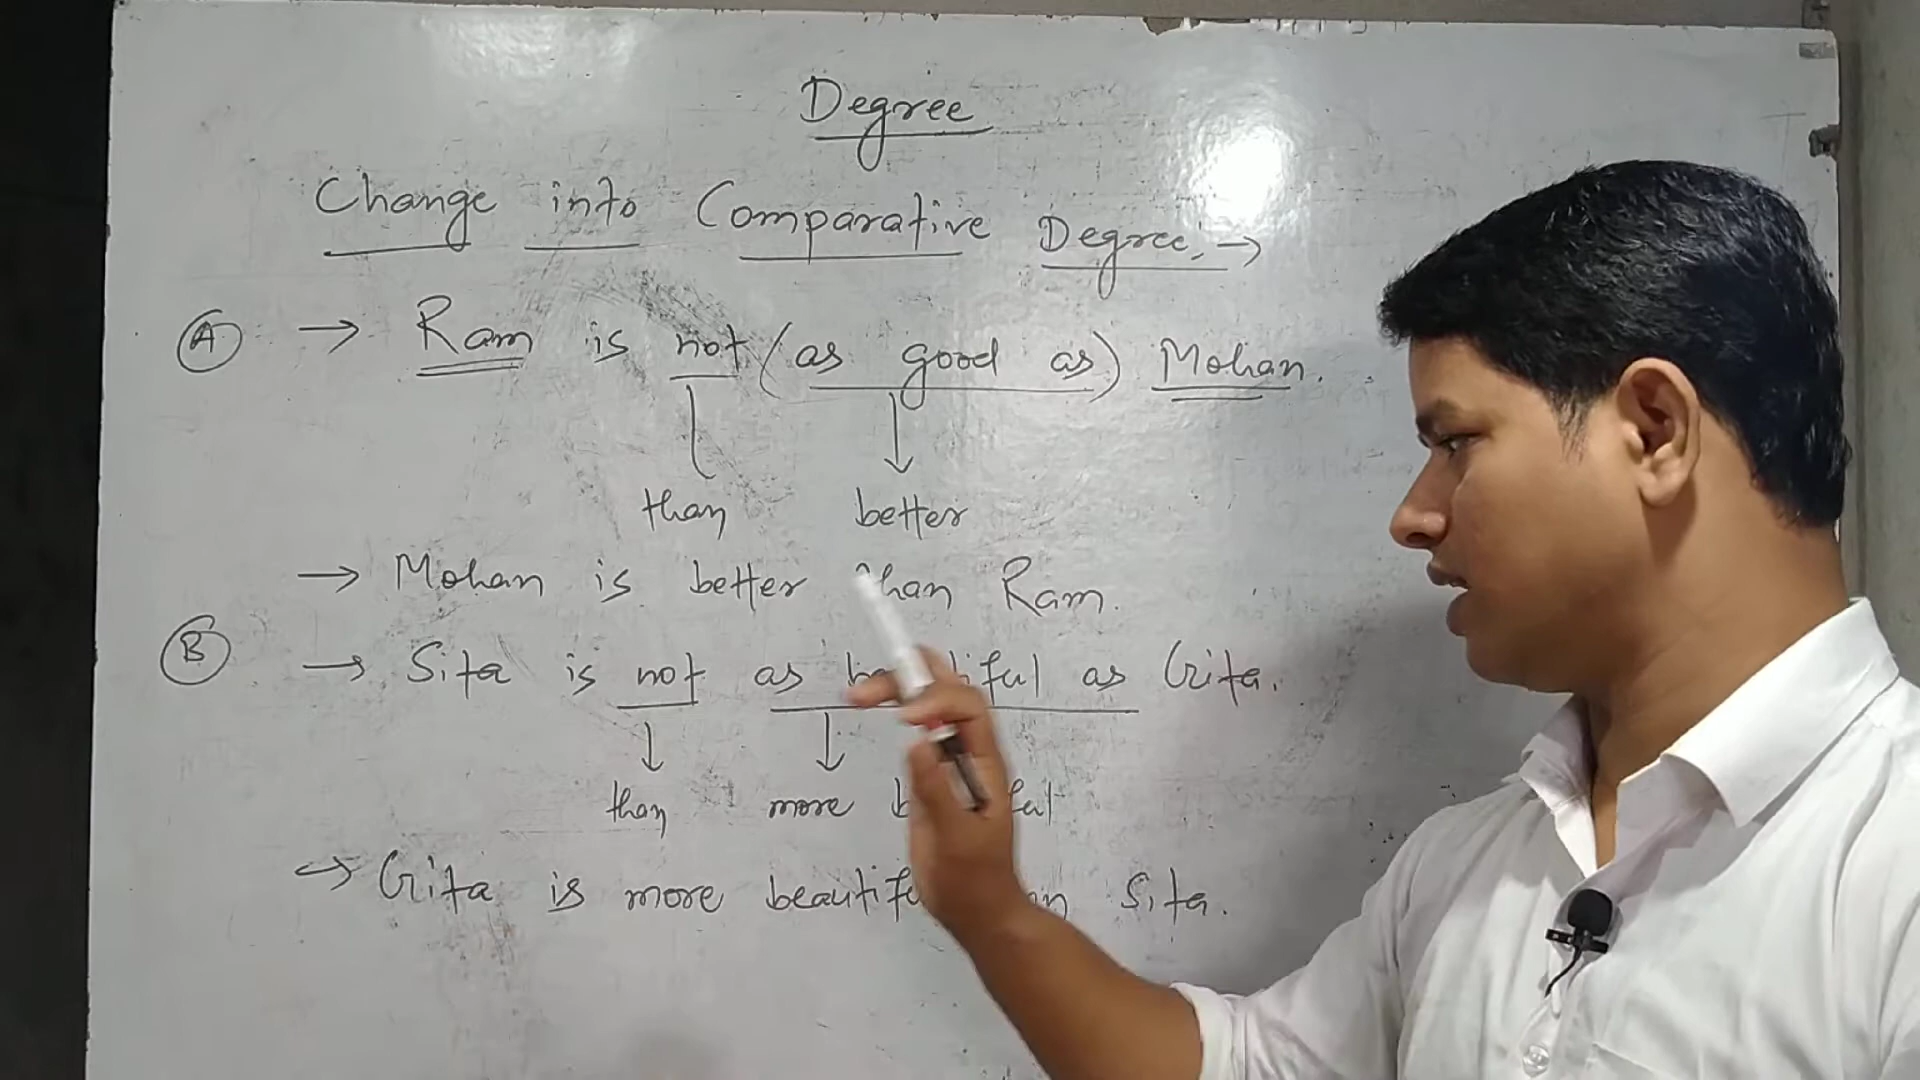 Degree
Change into Comparative Degree, →
A → Ram is not (as good as) Mohan.
than better
→ Mohan is better than Ram.
B → Sita is not as beautiful as Gita.
than more
→ Gita is more Sita.